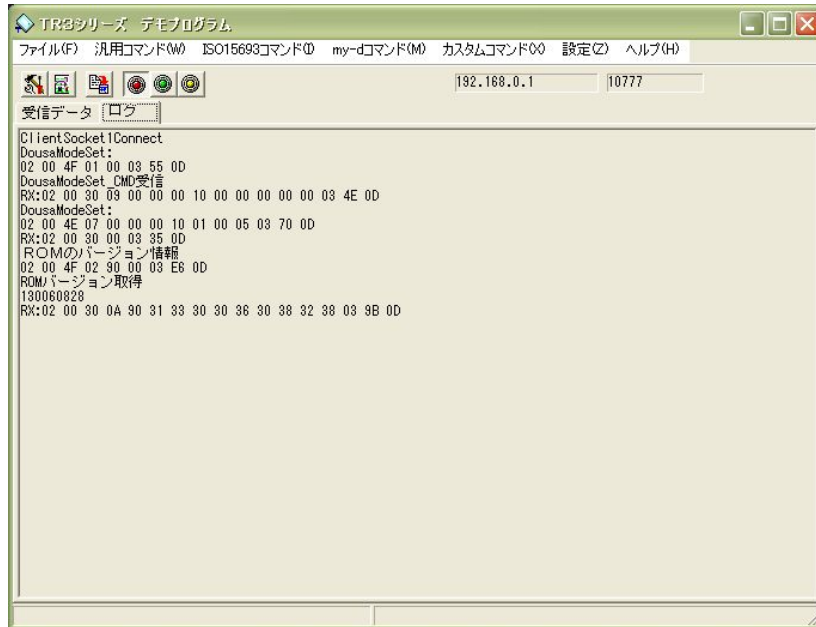 TR3シリーズ デモプログラム
ファイル(F) 汎用コマンド(W) ISO15693コマンド(I) my-dコマンド(M) カスタムコマンド(X) 設定(Z) ヘルプ(H)
192.168.0.1 10777
受信データ ログ
ClientSocket1Connect
DousaModeSet:
02 00 4F 01 00 03 55 0D
DousaModeSet_CMD受信
RX:02 00 30 09 00 00 00 10 00 00 00 00 00 03 4E 0D
DousaModeSet:
02 00 4E 07 00 00 00 10 01 00 05 03 70 0D
RX:02 00 30 00 03 35 0D
ROMのバージョン情報
02 00 4F 02 90 00 03 E6 0D
ROMバージョン取得
130060828
RX:02 00 30 0A 90 31 33 30 30 36 30 38 32 38 03 9B 0D